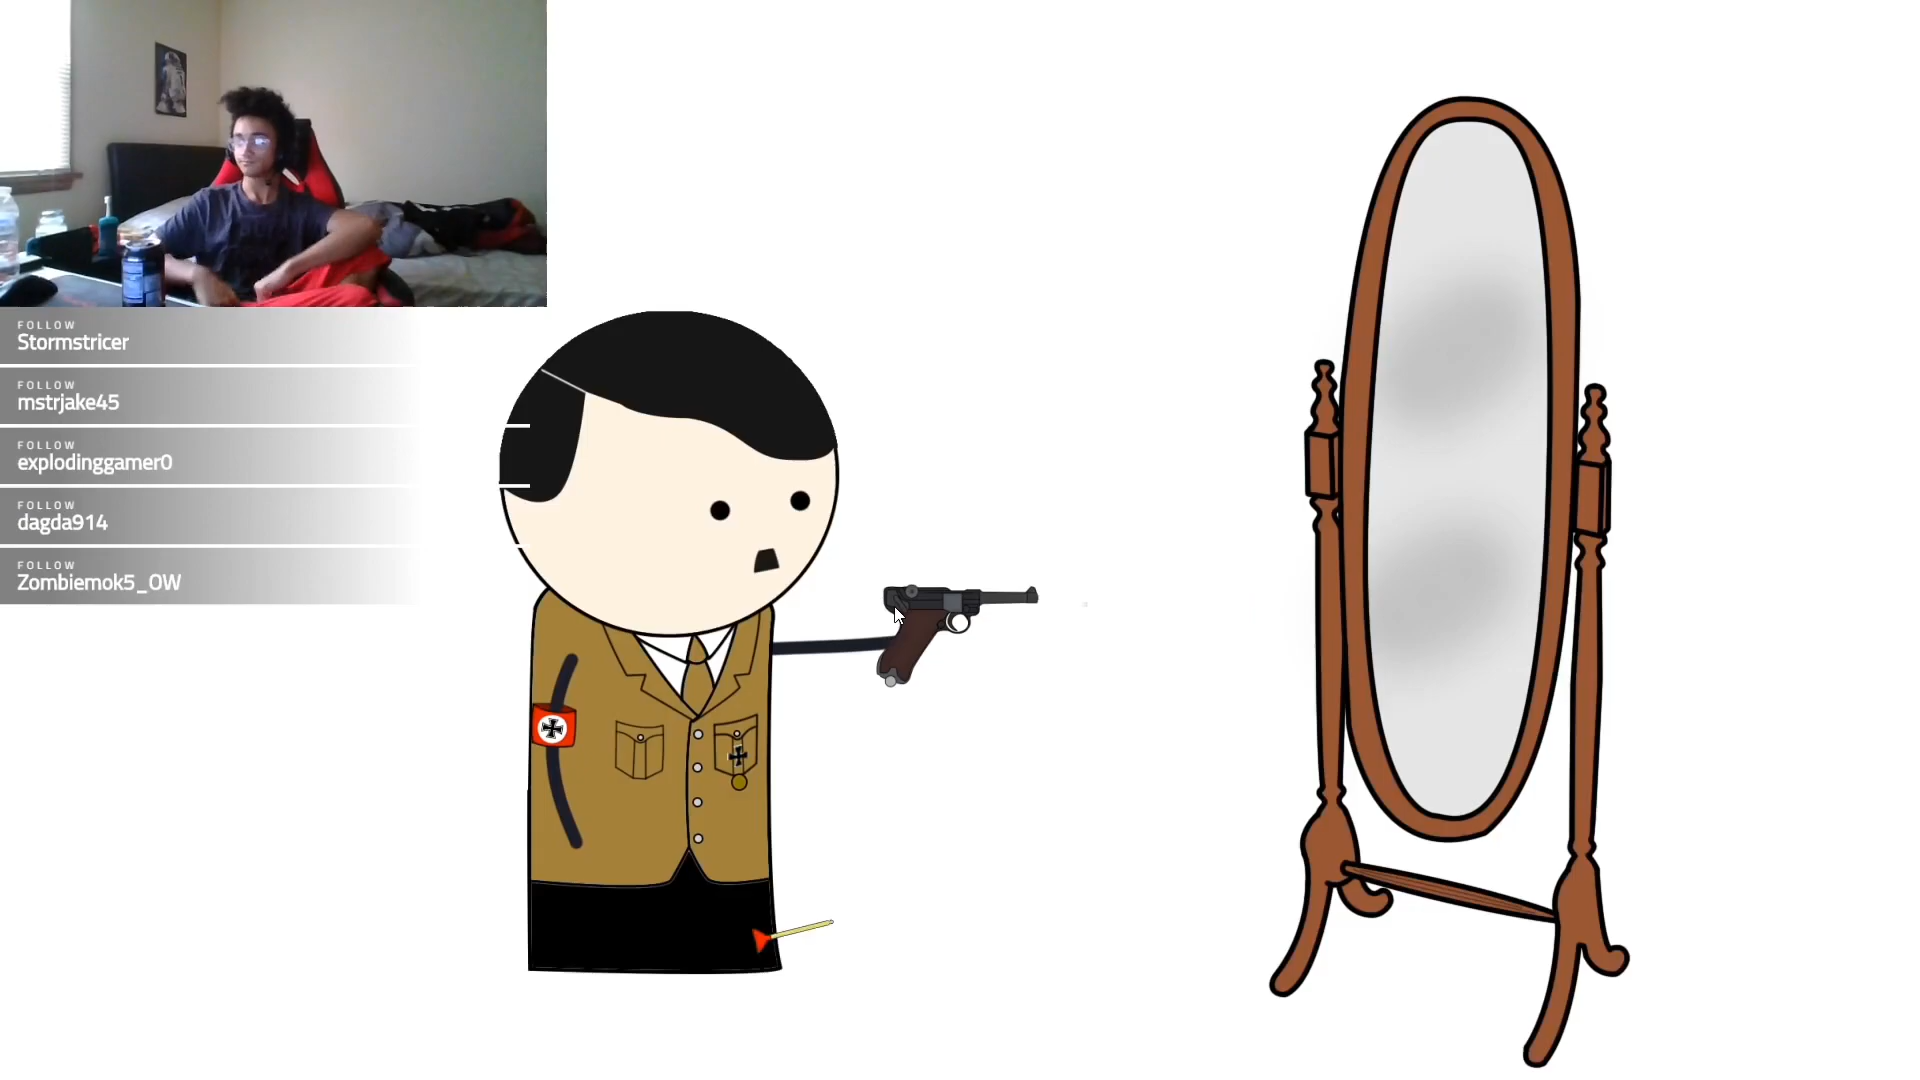 FOLLOW
Stormstricer
FOLLOW
mstrjake45
FOLLOW
explodinggamer0
FOLLOW
dagda914
FOLLOW
Zombiemok5_OW